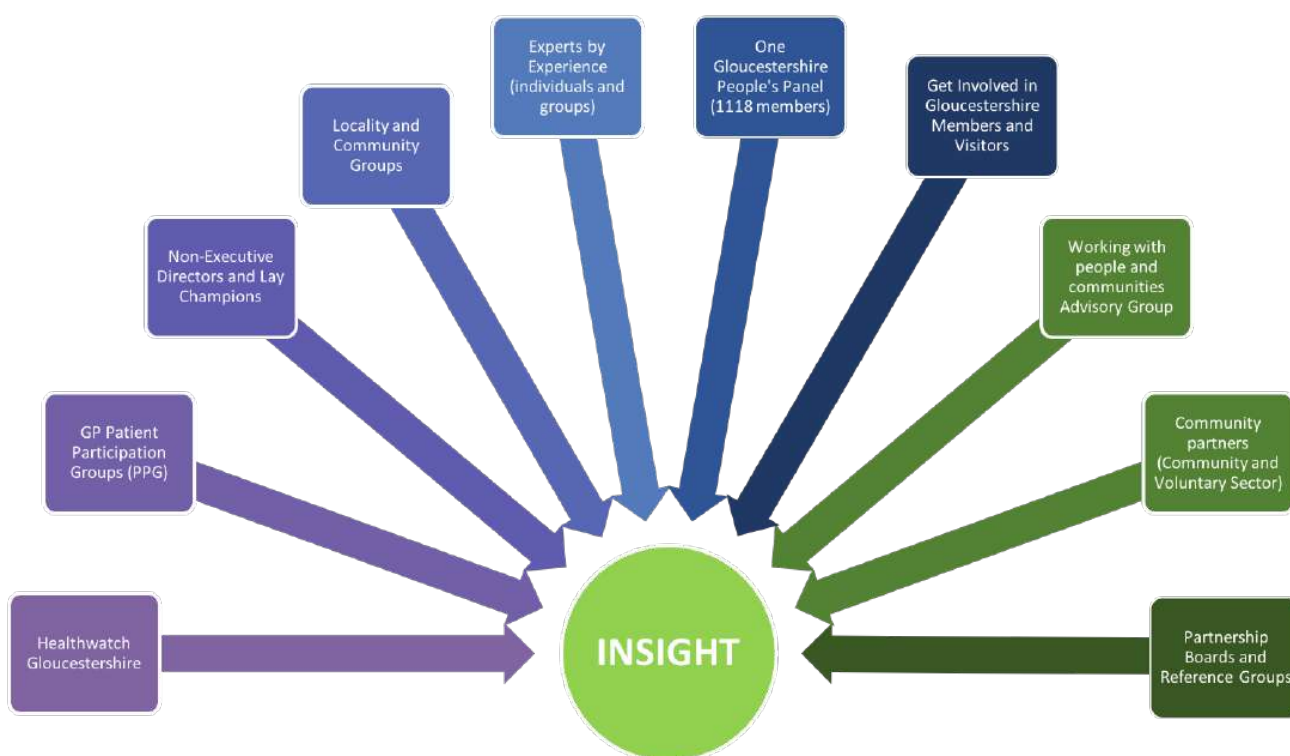 Experts by
Experience
(individuals and
groups)
One
Gloucestershire
People's Panel
(1118 members)
Get Involved in
Gloucestershire
Members and
Visitors
Locality and
Community
Groups
Non-Executive
Directors and Lay
Champions
Working with
people and
communities
Advisory Group
GP Patient
Participation
Groups (PPG)
Community
partners
(Community and
Voluntary Sector)
Healthwatch
Gloucestershire
INSIGHT
Partnership
Boards and
Reference Groups